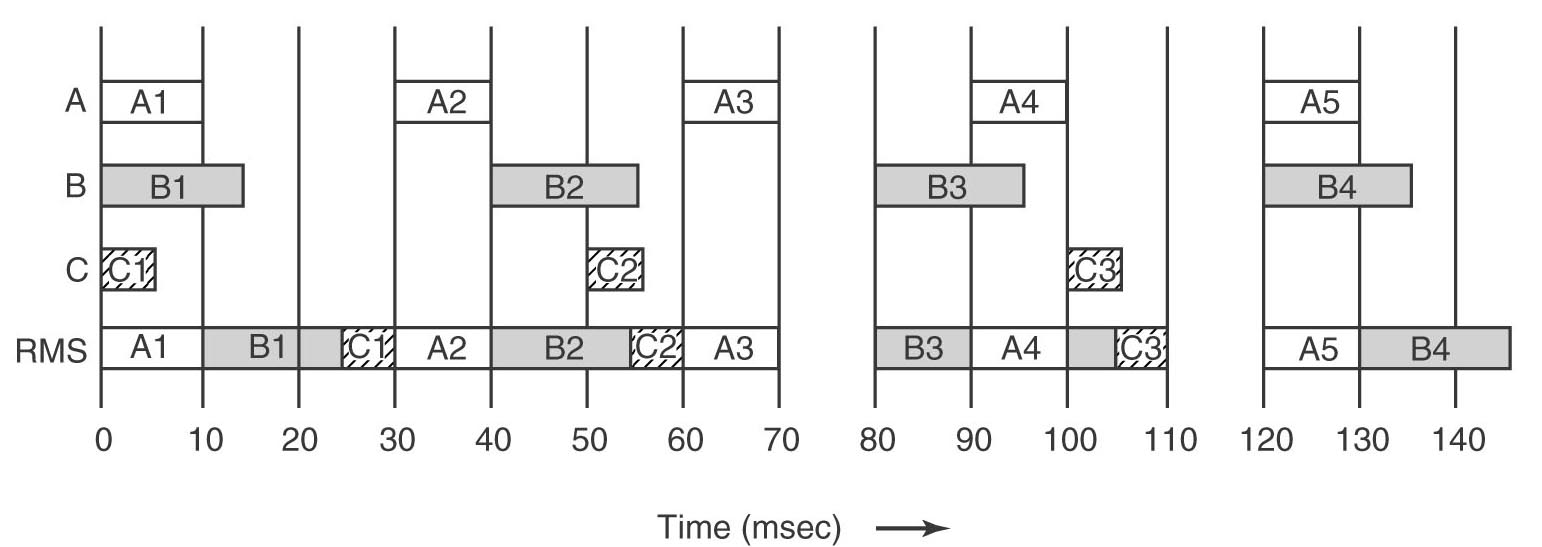 A A1 A2 A3 A4 A5
B B1 B2 B3 B4
C C1 C2 C3
RMS A1 B1 C1 A2 B2 C2 A3 B3 A4 C3 A5 B4
0 10 20 30 40 50 60 70 80 90 100 110 120 130 140
Time (msec)